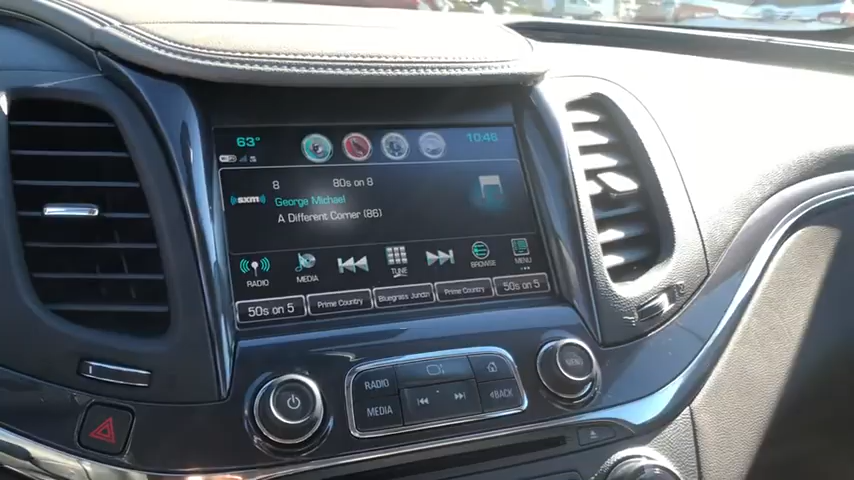 63°
10:46
sxm
8
80s on 8
George Michael
A Different Corner (86)
RADIO
MEDIA
TUNE
BROWSE
MENU
50s on 5
Prime Country
Bluegrass Junctn
Prime Country
50s on 5
RADIO
MEDIA
BACK
MENU